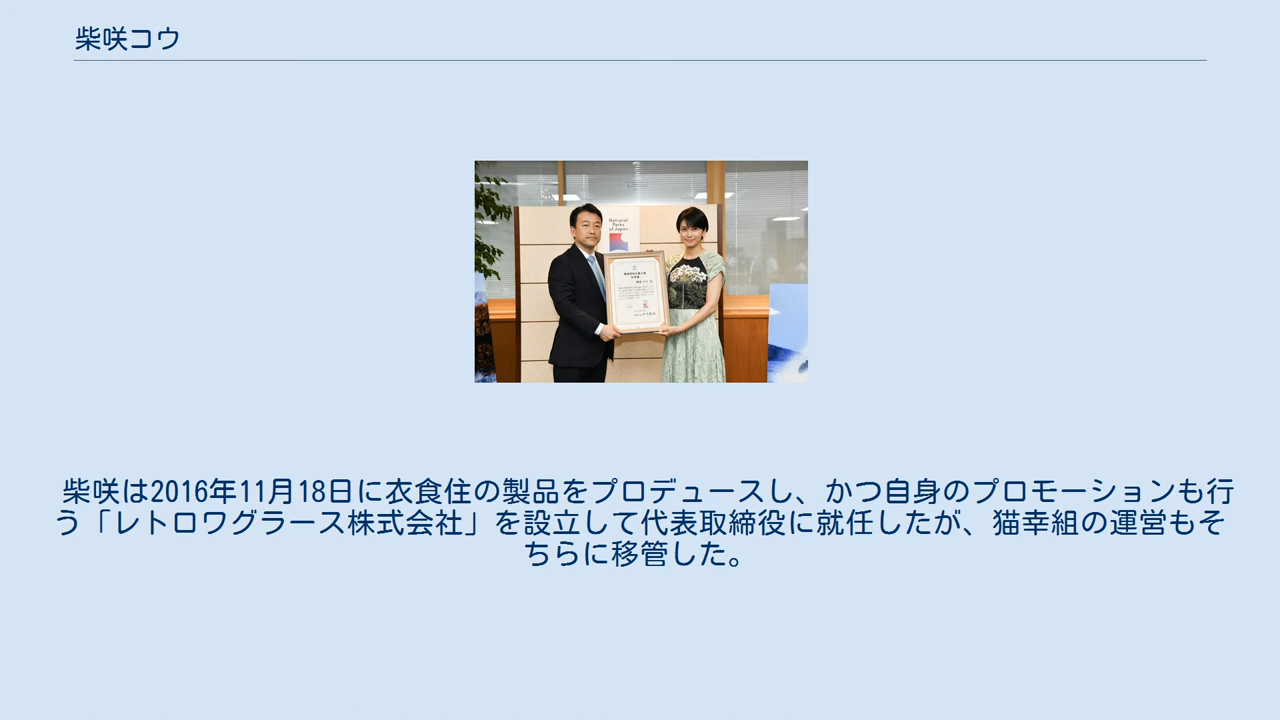 柴咲コウ
National
Parks
of Japan
柴咲は2016年11月18日に衣食住の製品をプロデュースし、かつ自身のプロモーションも行
う「レトロワグラース株式会社」を設立して代表取締役に就任したが、猫幸組の運営もそ
ちらに移管した。